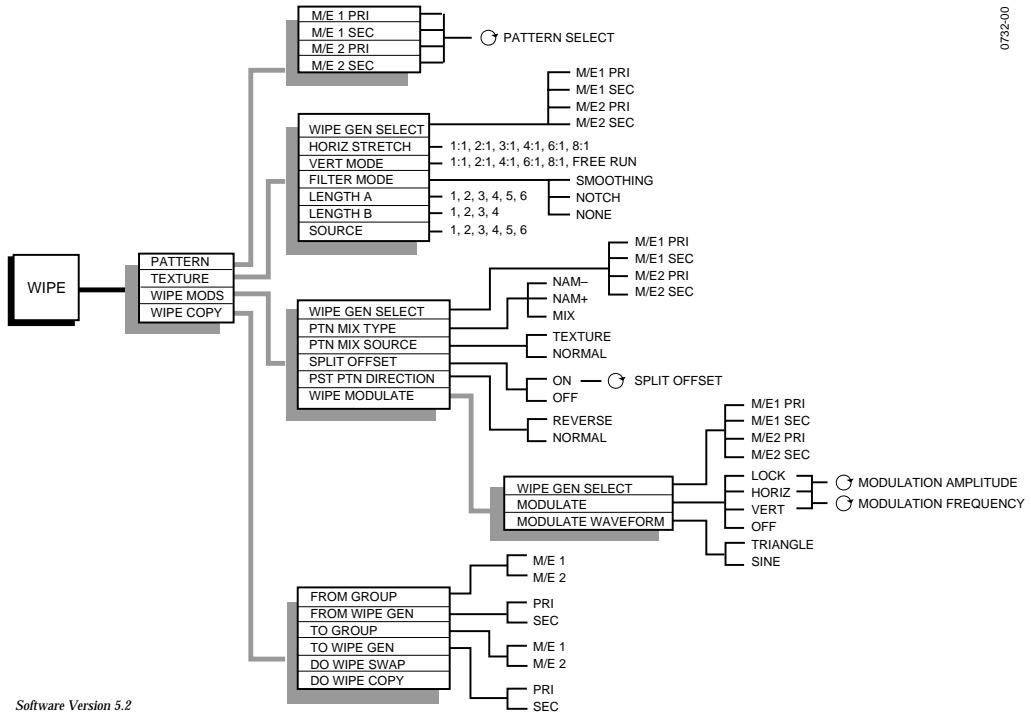 0732-00
M/E 1 PRI
M/E 1 SEC
M/E 2 PRI
M/E 2 SEC
PATTERN SELECT
M/E1 PRI
M/E1 SEC
M/E2 PRI
M/E2 SEC
WIPE GEN SELECT
HORIZ STRETCH 1:1, 2:1, 3:1, 4:1, 6:1, 8:1
VERT MODE 1:1, 2:1, 4:1, 6:1, 8:1, FREE RUN
FILTER MODE
SMOOTHING
NOTCH
NONE
LENGTH A 1, 2, 3, 4, 5, 6
LENGTH B 1, 2, 3, 4
SOURCE 1, 2, 3, 4, 5, 6
WIPE
PATTERN
TEXTURE
WIPE MODS
WIPE COPY
M/E1 PRI
M/E1 SEC
M/E2 PRI
M/E2 SEC
NAM–
NAM+
MIX
WIPE GEN SELECT
PTN MIX TYPE
PTN MIX SOURCE
SPLIT OFFSET
PST PTN DIRECTION
WIPE MODULATE
TEXTURE
NORMAL
ON SPLIT OFFSET
OFF
REVERSE
NORMAL
M/E1 PRI
M/E1 SEC
M/E2 PRI
M/E2 SEC
WIPE GEN SELECT
MODULATE
MODULATE WAVEFORM
LOCK
HORIZ
VERT
OFF
MODULATION AMPLITUDE
MODULATION FREQUENCY
TRIANGLE
SINE
FROM GROUP
FROM WIPE GEN
TO GROUP
TO WIPE GEN
DO WIPE SWAP
DO WIPE COPY
M/E 1
M/E 2
PRI
SEC
M/E 1
M/E 2
PRI
SEC
Software Version 5.2